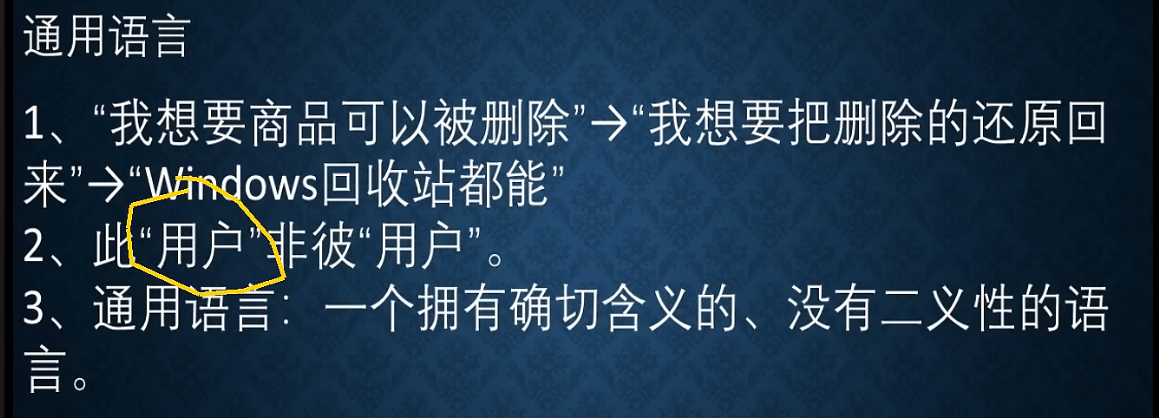 通用语言
1、“我想要商品可以被删除”→“我想要把删除的还原回
来”→“Windows回收站都能”
2、此“用户”非彼“用户”。
3、通用语言：一个拥有确切含义的、没有二义性的语
言。